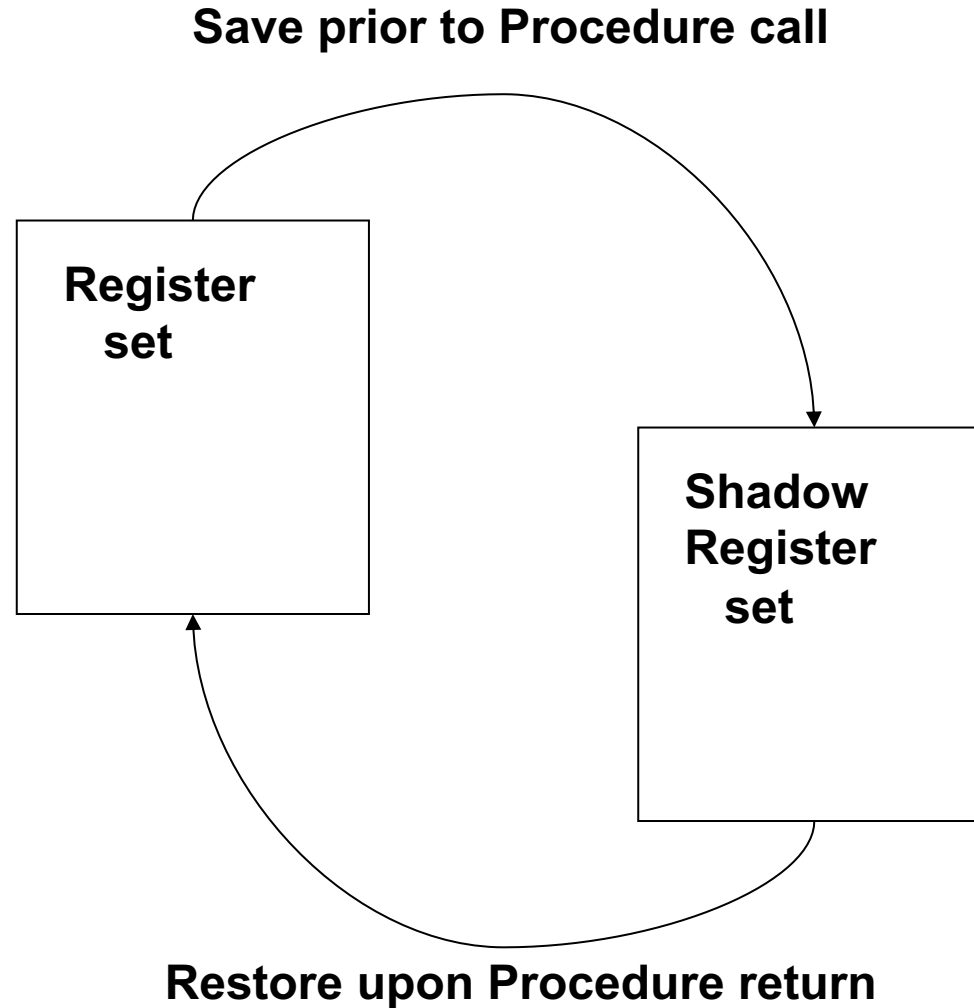 Save prior to Procedure call
Register
set
Shadow
Register
set
Restore upon Procedure return